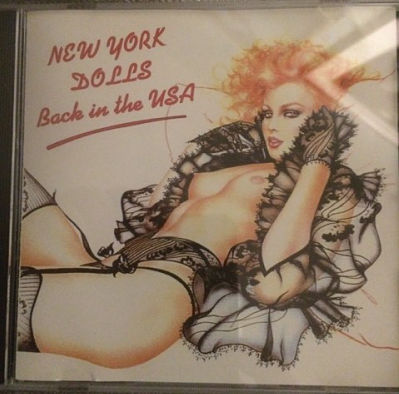 NEW YORK
DOLLS
Back in the USA